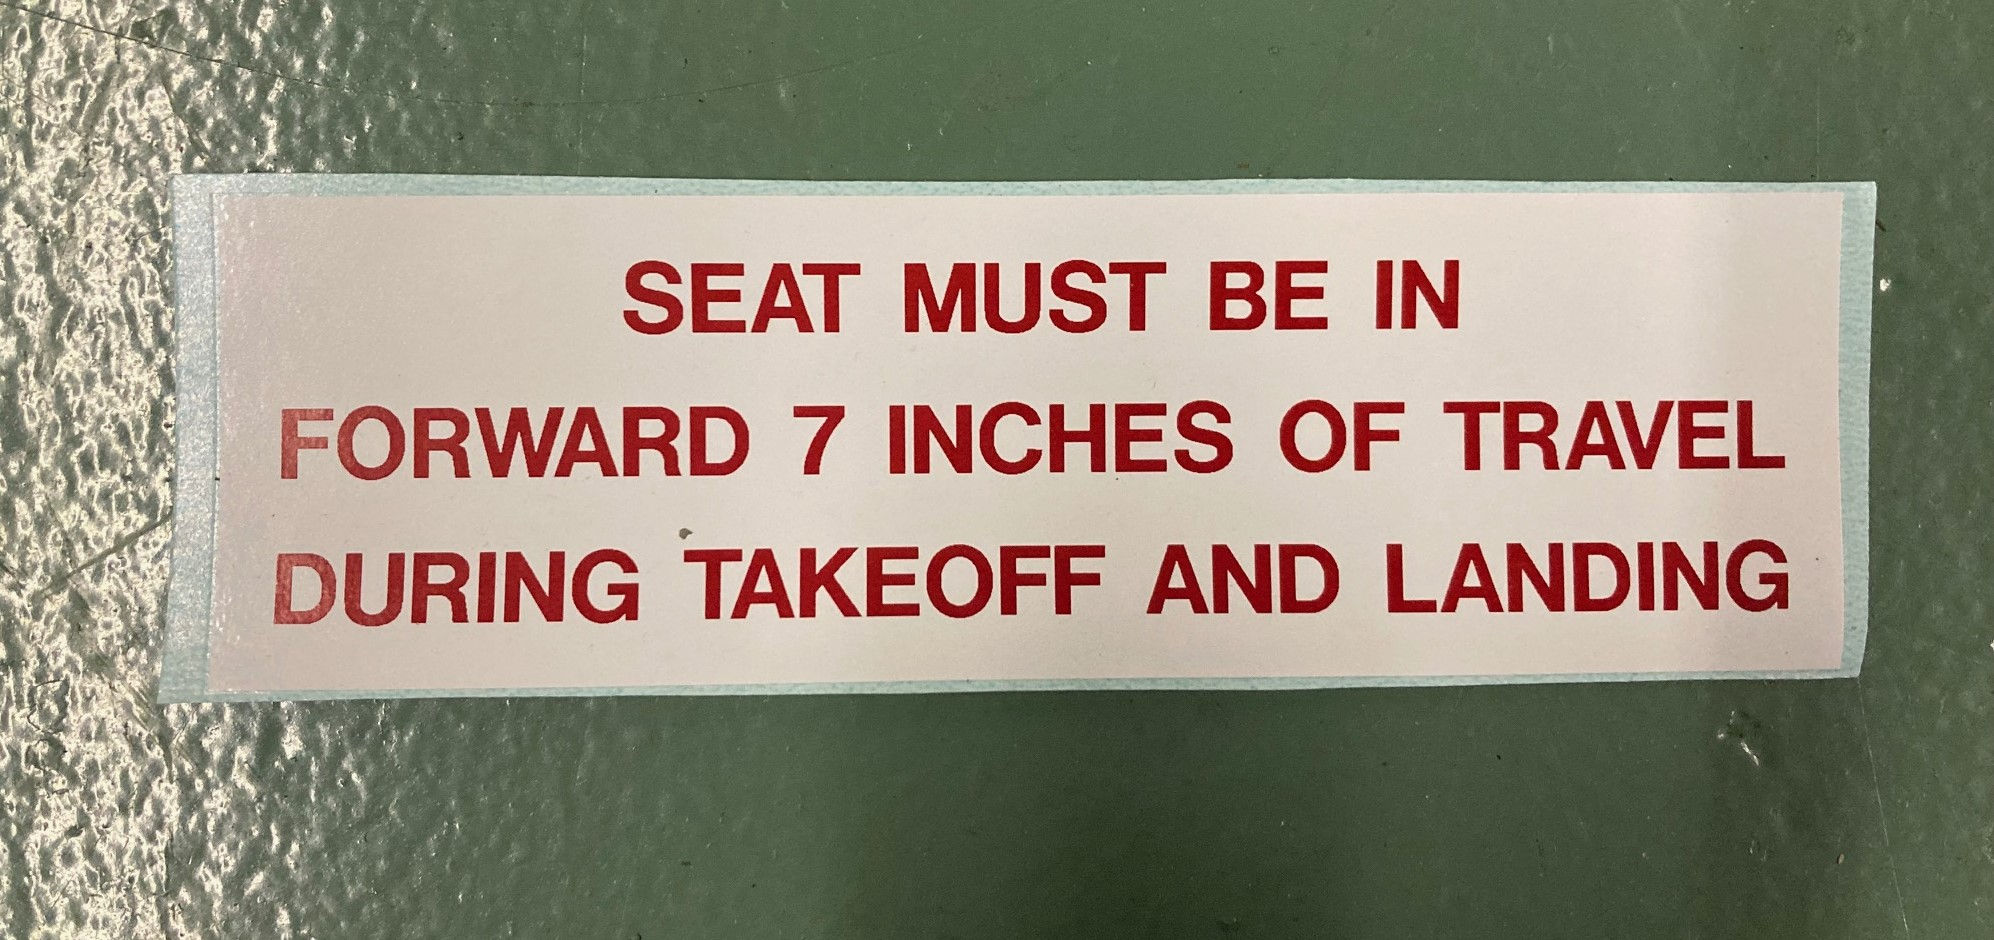 SEAT MUST BE IN
FORWARD 7 INCHES OF TRAVEL
DURING TAKEOFF AND LANDING